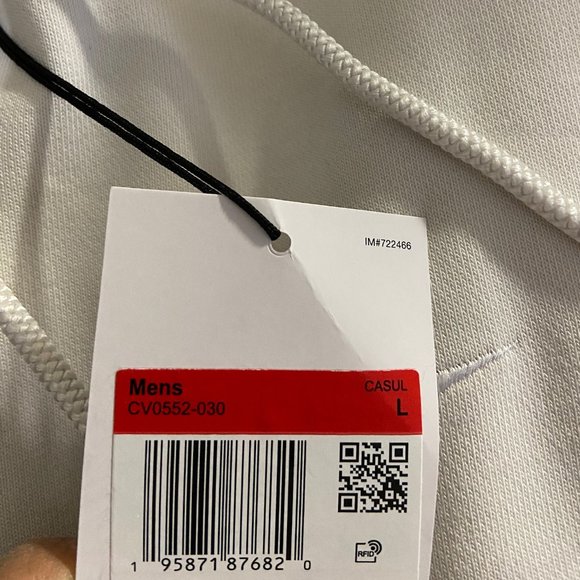 IM#722466
Mens
CASUL
CV0552-030
L
1 95871 87682 0
RFID